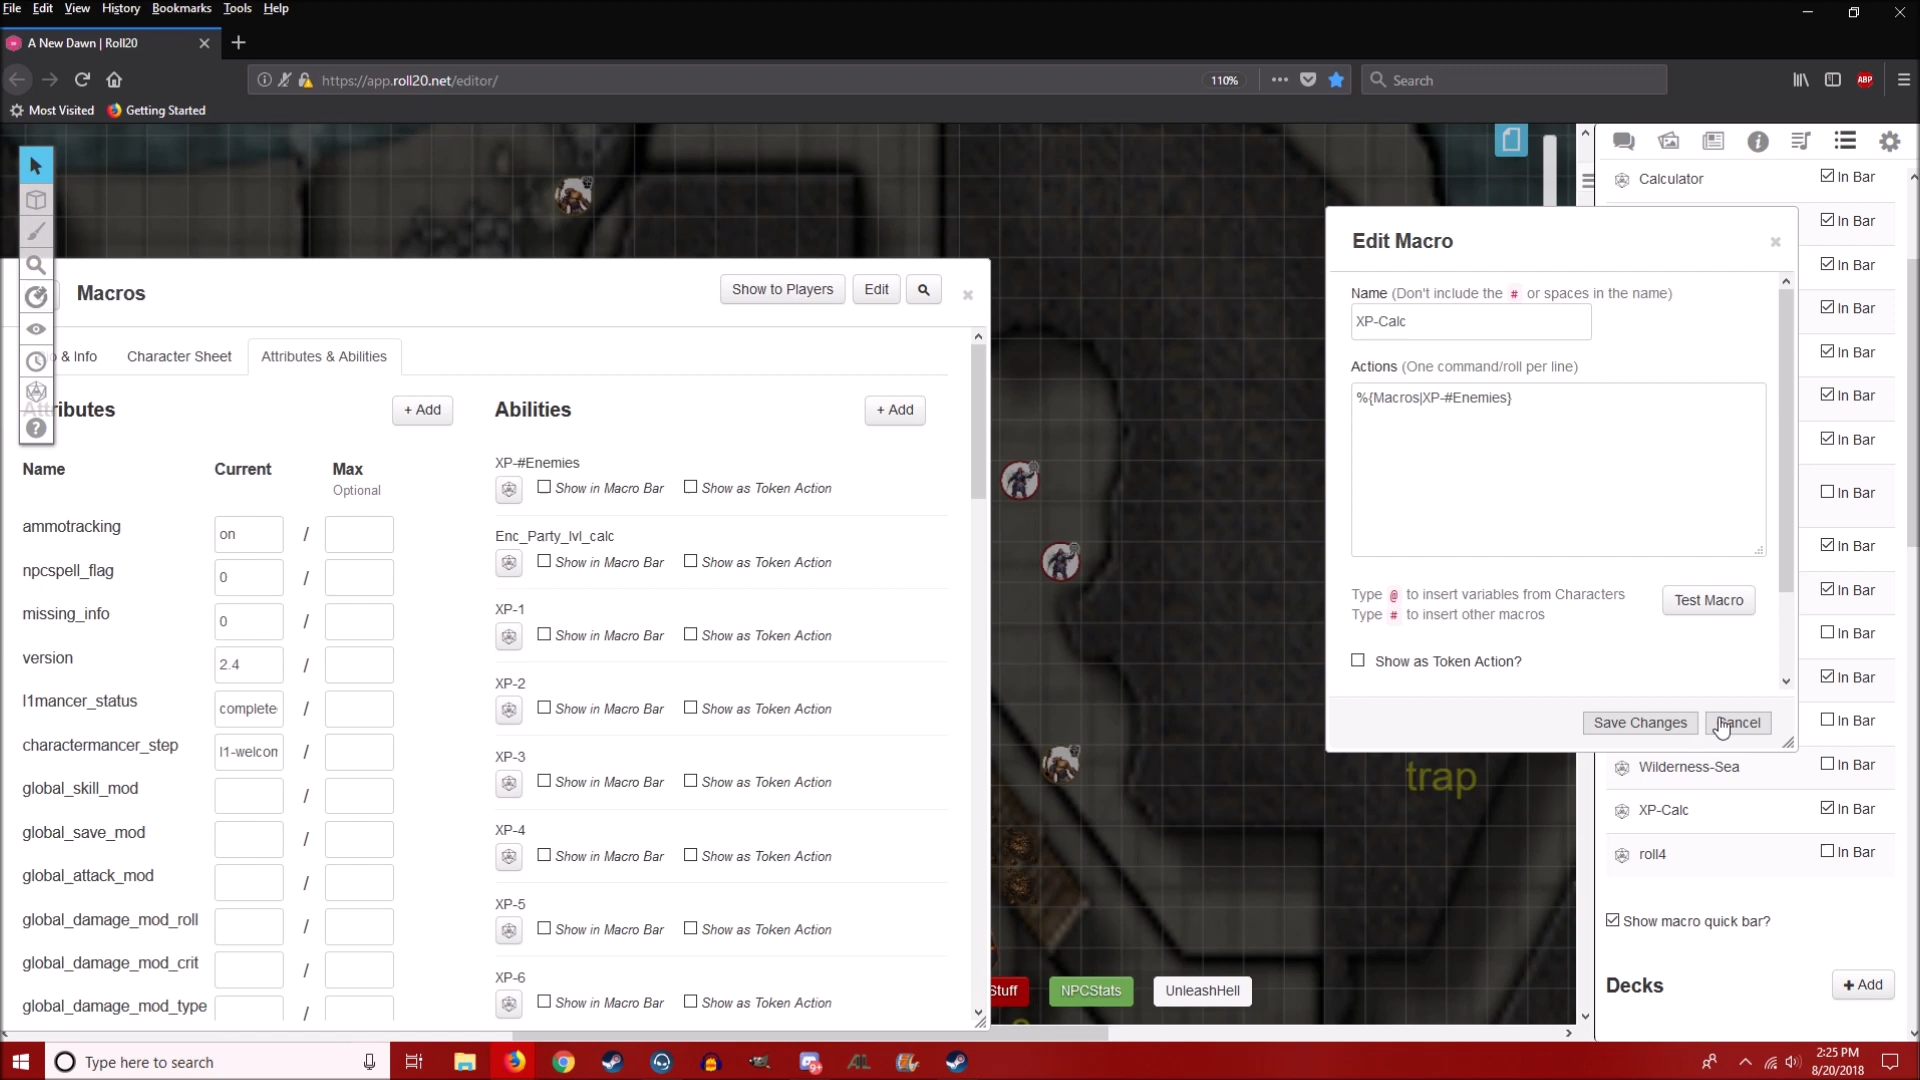 File Edit View History Bookmarks Tools Help
A New Dawn | Roll20
https://app.roll20.net/editor/
110%
Search
ABP
Most Visited
Getting Started
Macros
Show to Players
Edit
& Info
Character Sheet
Attributes & Abilities
Attributes
+ Add
Abilities
+ Add
Name
Current
Max
Optional
ammotracking
on
/
npcspell_flag
0
/
missing_info
0
/
version
2.4
/
l1mancer_status
complete
/
charactermancer_step
l1-welcon
/
global_skill_mod
/
global_save_mod
/
global_attack_mod
/
global_damage_mod_roll
/
global_damage_mod_crit
/
global_damage_mod_type
/
XP-#Enemies
Show in Macro Bar
Show as Token Action
Enc_Party_lvl_calc
Show in Macro Bar
Show as Token Action
XP-1
Show in Macro Bar
Show as Token Action
XP-2
Show in Macro Bar
Show as Token Action
XP-3
Show in Macro Bar
Show as Token Action
XP-4
Show in Macro Bar
Show as Token Action
XP-5
Show in Macro Bar
Show as Token Action
XP-6
Show in Macro Bar
Show as Token Action
Stuff
NPCStats
UnleashHell
trap
Edit Macro
Name (Don't include the # or spaces in the name)
XP-Calc
Actions (One command/roll per line)
%{Macros|XP-#Enemies}
Type @ to insert variables from Characters
Type # to insert other macros
Test Macro
Show as Token Action?
Save Changes
Cancel
Calculator
In Bar
In Bar
In Bar
In Bar
In Bar
In Bar
In Bar
In Bar
In Bar
In Bar
In Bar
In Bar
In Bar
Wilderness-Sea
In Bar
XP-Calc
In Bar
roll4
In Bar
Show macro quick bar?
Decks
+ Add
Type here to search
9+
AL
2:25 PM
8/20/2018